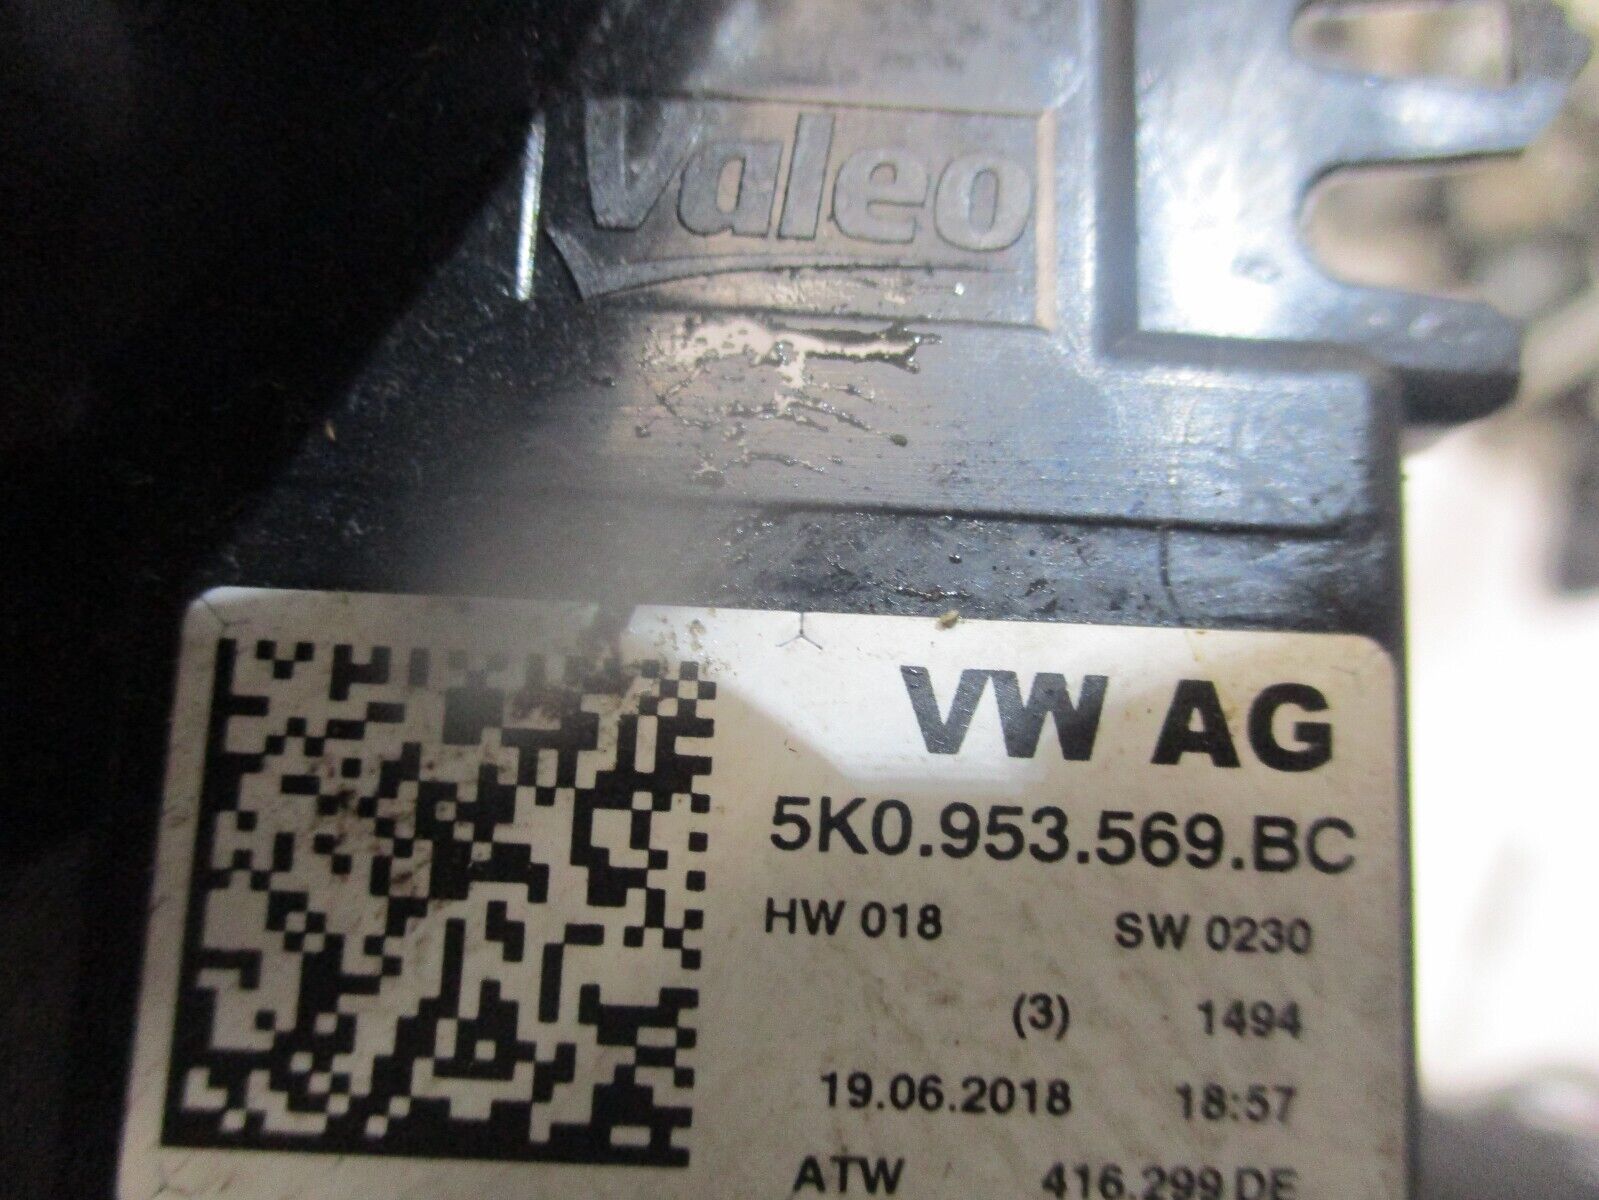 Valeo
VW AG
5K0.953.569.BC
HW 018 SW 0230
(3) 1494
19.06.2018 18:57
ATW 416.299 DE